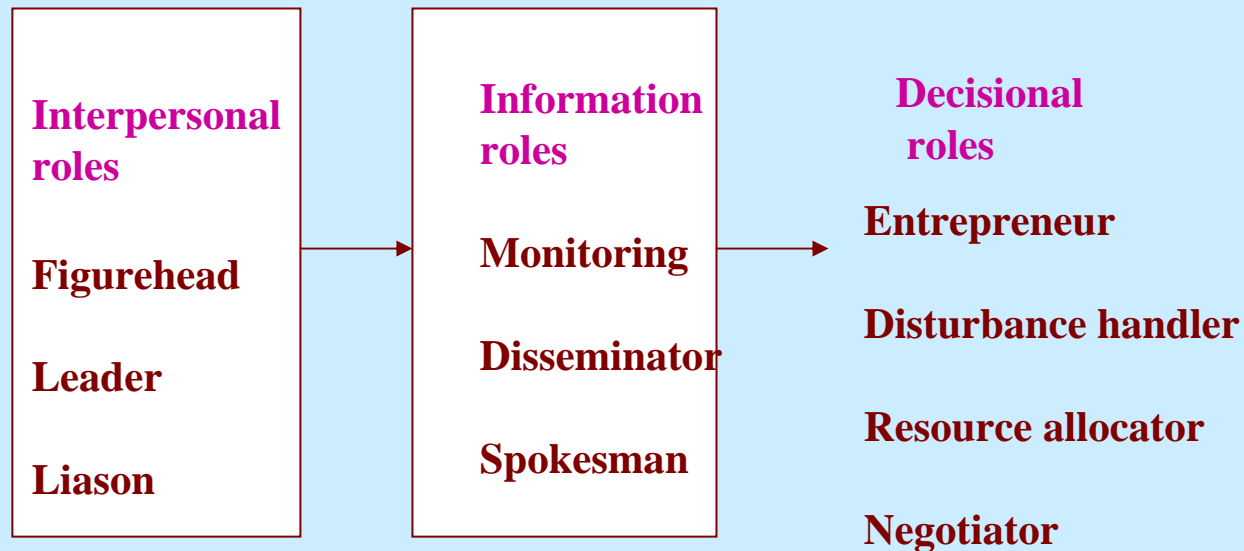 Interpersonal
roles
Figurehead
Leader
Liason
Information
roles
Monitoring
Disseminator
Spokesman
Decisional
roles
Entrepreneur
Disturbance handler
Resource allocator
Negotiator